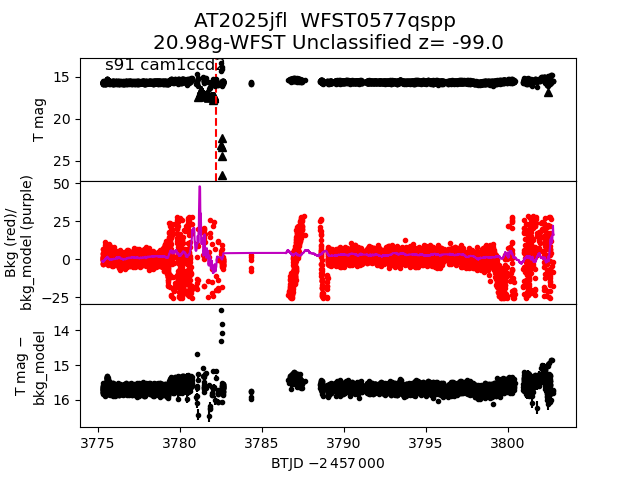 AT2025jfl  WFST0577qspp
20.98g-WFST Unclassified z= -99.0
s91 cam1ccd
15
20
25
T mag
50
25
0
−25
Bkg (red)/
bkg_model (purple)
14
15
16
T mag −
bkg_model
3775
3780
3785
3790
3795
3800
BTJD −2 457 000